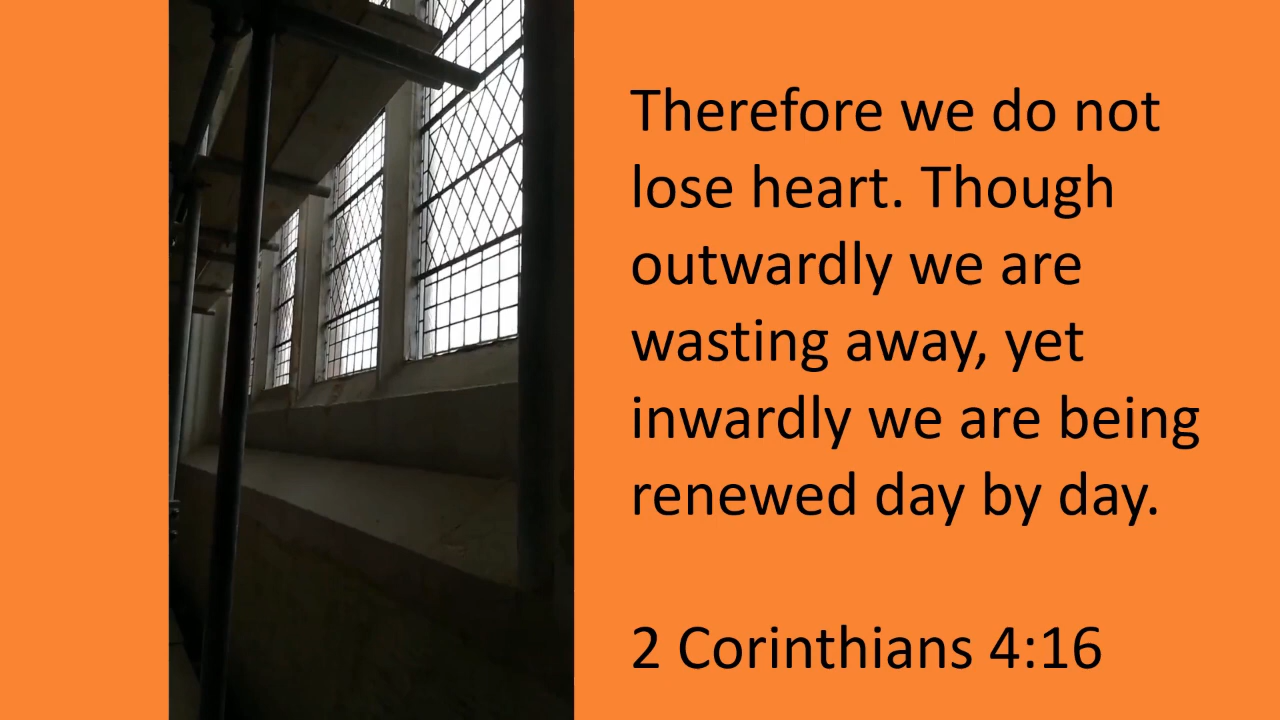 Therefore we do not
lose heart. Though
outwardly we are
wasting away, yet
inwardly we are being
renewed day by day.
2 Corinthians 4:16